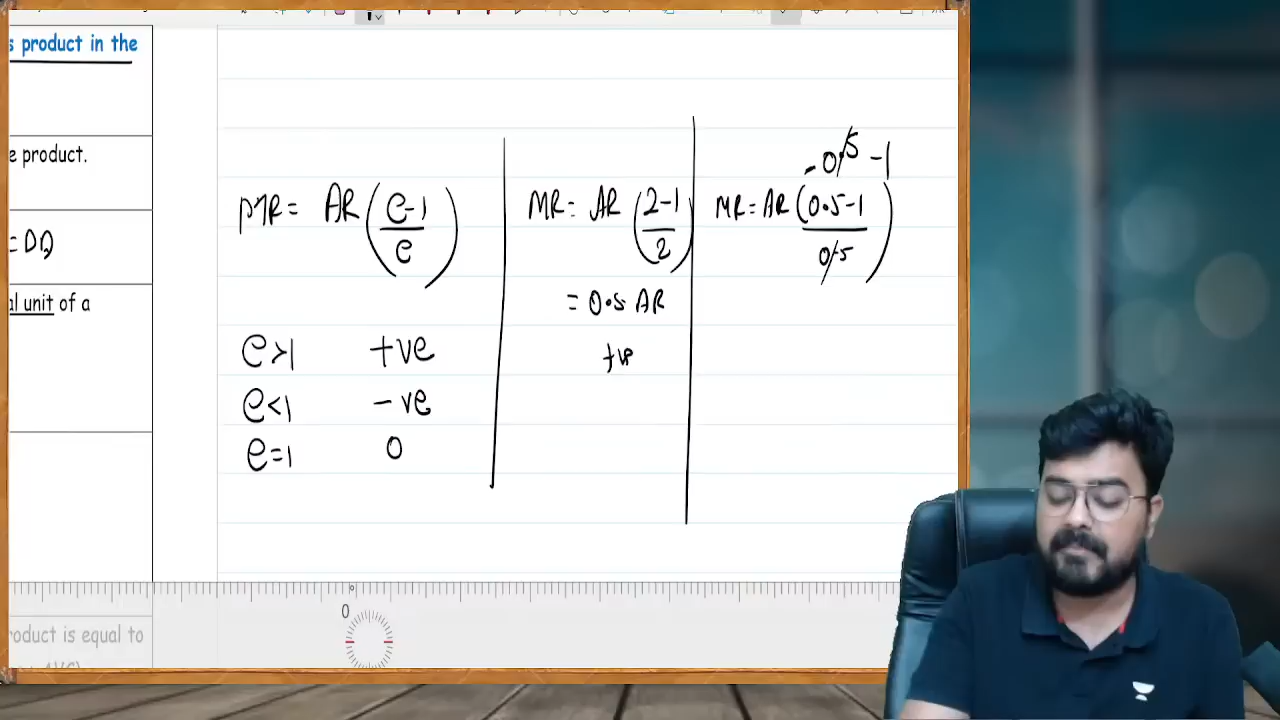 s product in the
e product.
= DQ
al unit of a
roduct is equal to
MR = AR (e-1/e)
e>1 +ve
e<1 -ve
e=1 0
MR = AR (2-1/2)
= 0.5 AR
+ve
-0.5 -1
MR = AR (0.5-1/0.5)
0